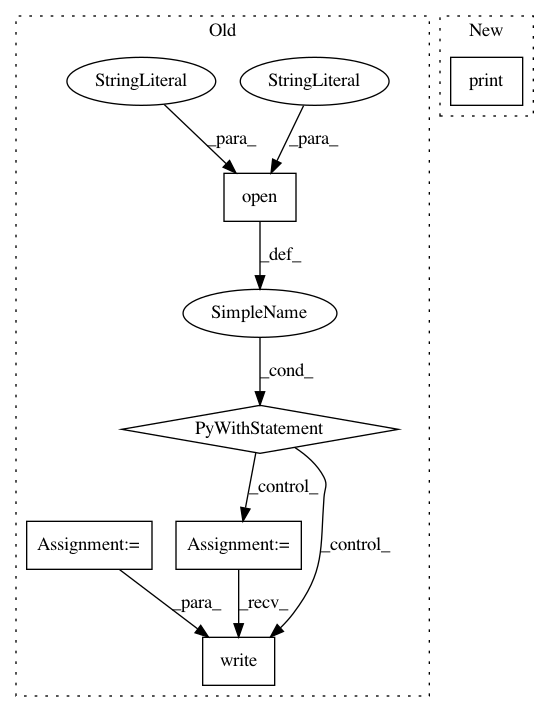 Old
New
StringLiteral
StringLiteral
print
_para_
_para_
open
_def_
SimpleName
_cond_
PyWithStatement
_control_
Assignment:=
Assignment:=
_control_
_para_
_recv_
write